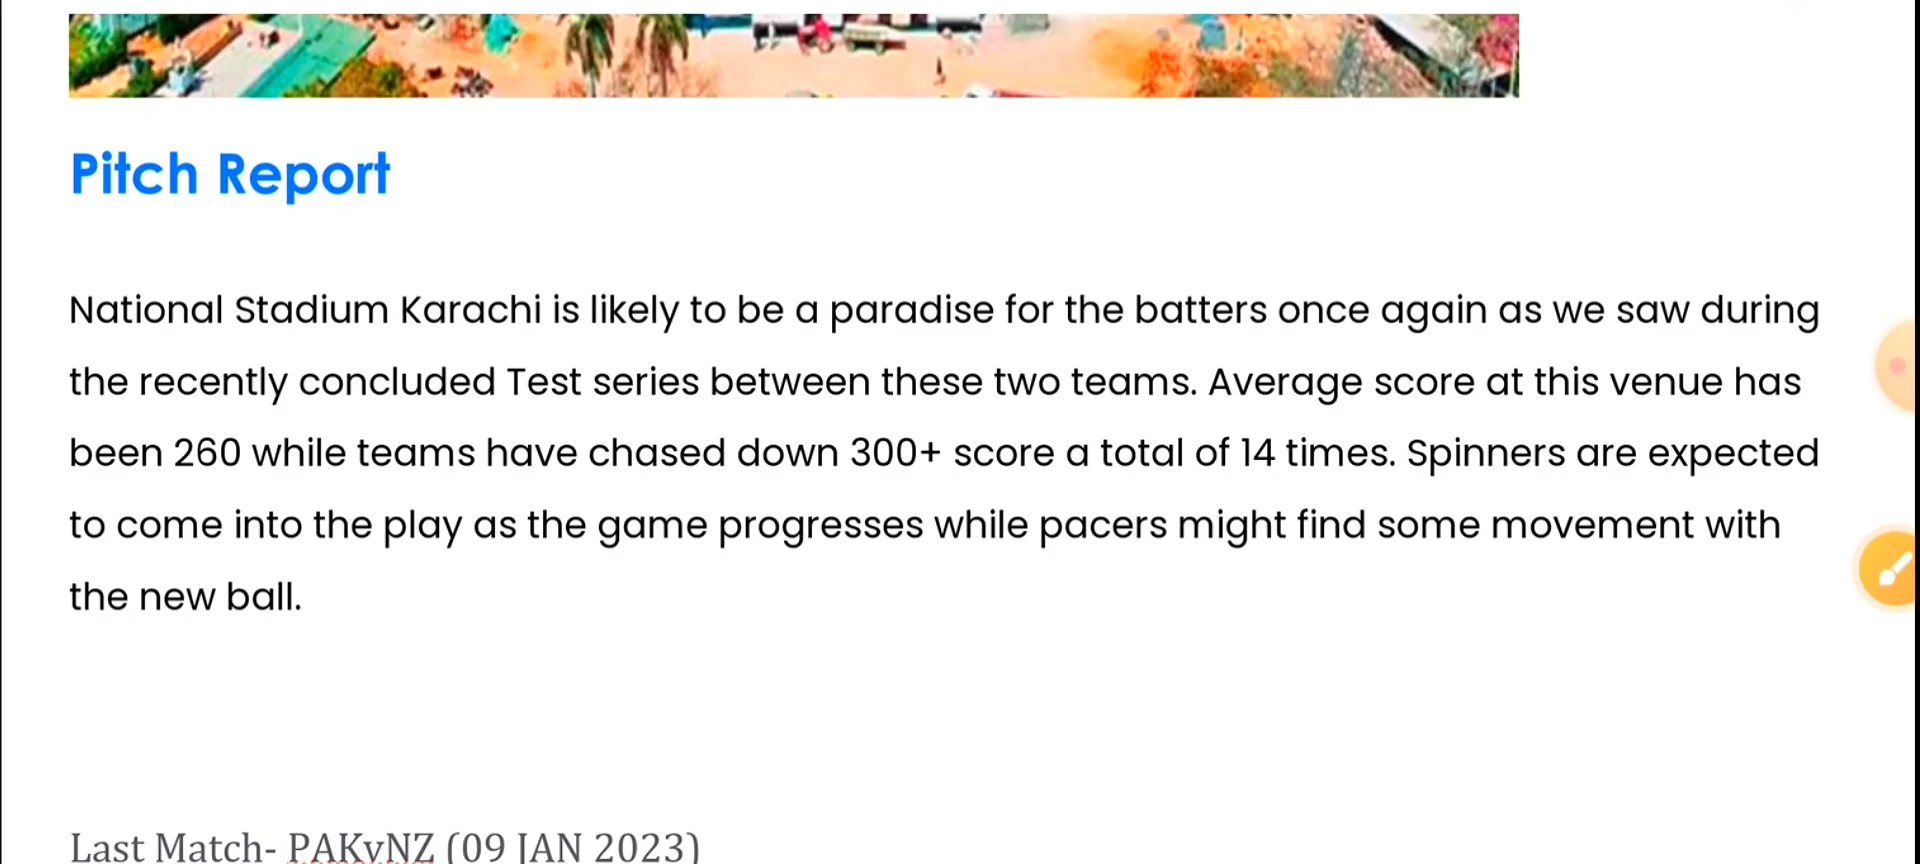 Pitch Report
National Stadium Karachi is likely to be a paradise for the batters once again as we saw during
the recently concluded Test series between these two teams. Average score at this venue has
been 260 while teams have chased down 300+ score a total of 14 times. Spinners are expected
to come into the play as the game progresses while pacers might find some movement with
the new ball.
Last Match- PAKvNZ (09 JAN 2023)